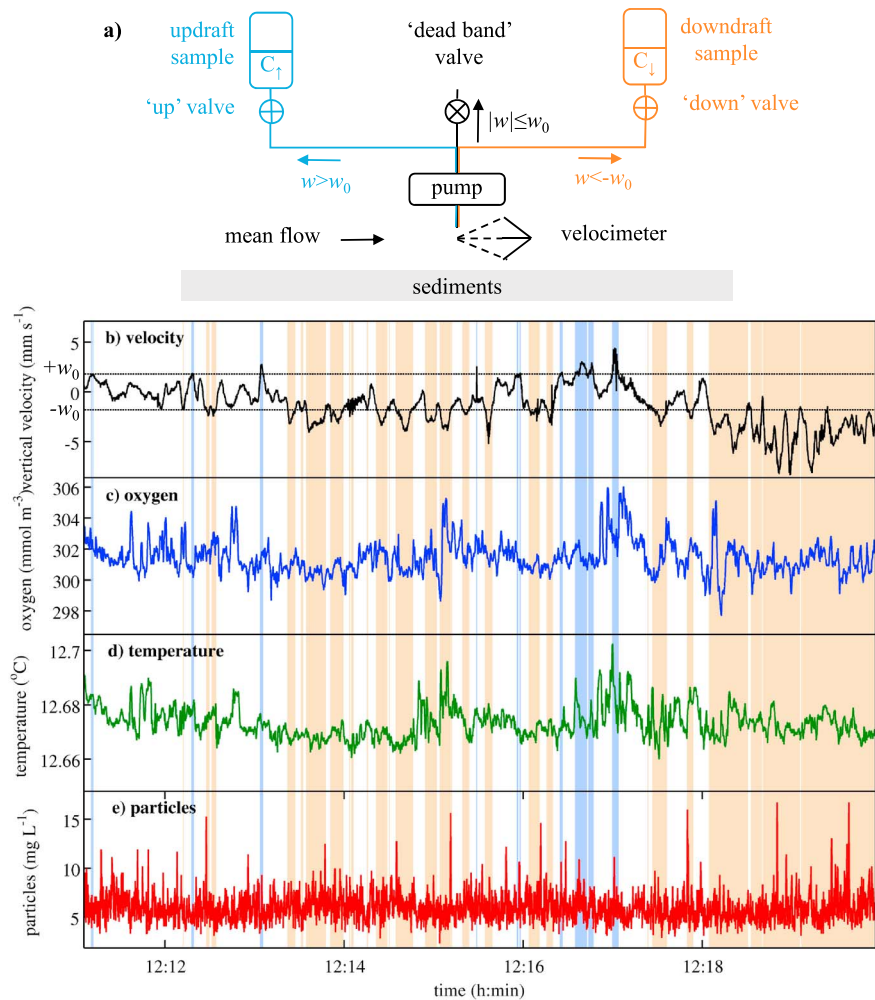 a)
updraft
sample
C↑
'up' valve
'dead band'
valve
|w|≤w₀
downdraft
sample
C↓
'down' valve
w>w₀
pump
w<-w₀
mean flow
velocimeter
sediments
b) velocity
vertical velocity (mm s⁻¹)
5
+w₀
0
-w₀
-5
c) oxygen
oxygen (mmol m⁻³)
306
304
302
300
298
d) temperature
temperature (°C)
12.7
12.68
12.66
e) particles
particles (mg L⁻¹)
15
10
5
12:12
12:14
12:16
12:18
time (h:min)